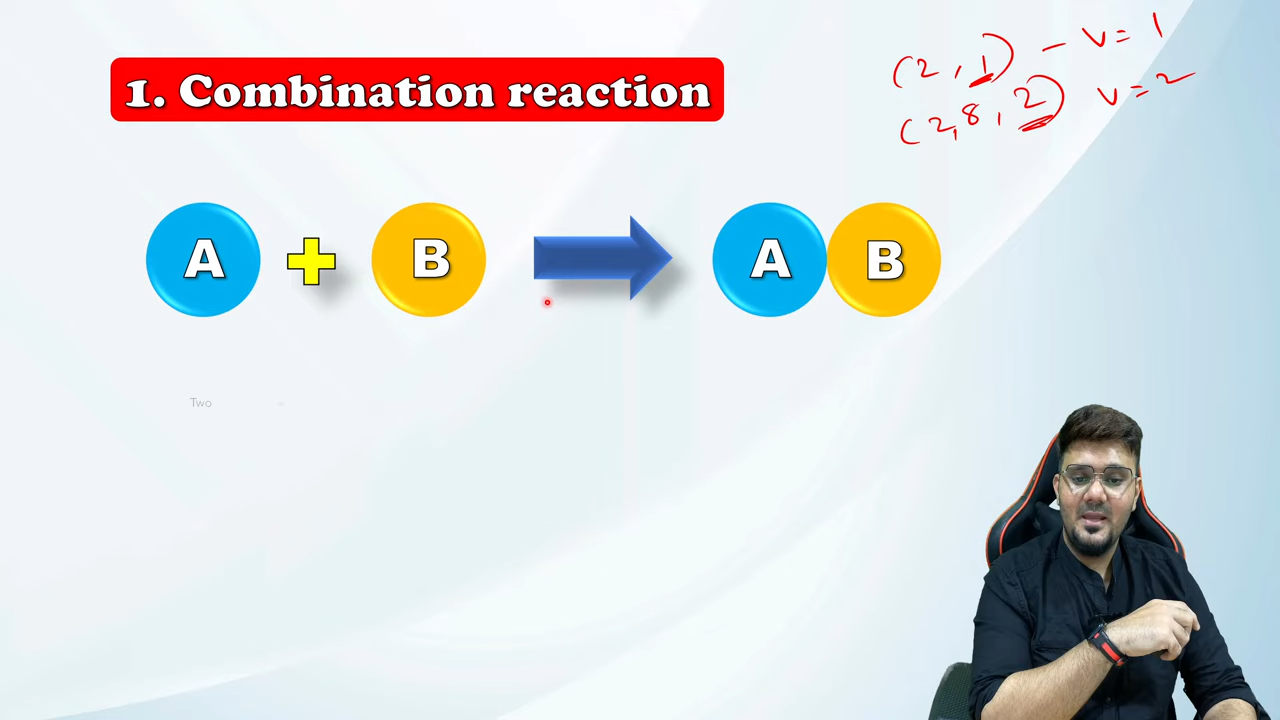 1. Combination reaction
(2, 1) – v = 1
(2,8, 2) v = 2
A + B A B
Two